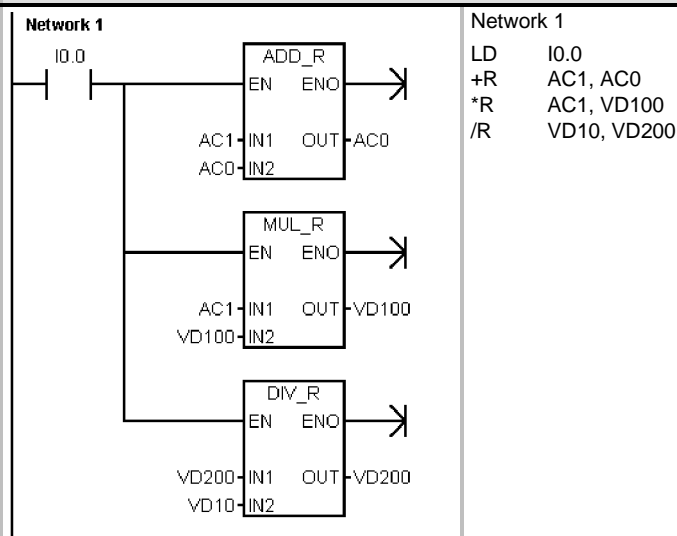 Network 1
I0.0
ADD_R
EN ENO
AC1 IN1 OUT AC0
AC0 IN2
MUL_R
EN ENO
AC1 IN1 OUT VD100
VD100 IN2
DIV_R
EN ENO
VD200 IN1 OUT VD200
VD10 IN2
Network 1
LD I0.0
+R AC1, AC0
*R AC1, VD100
/R VD10, VD200